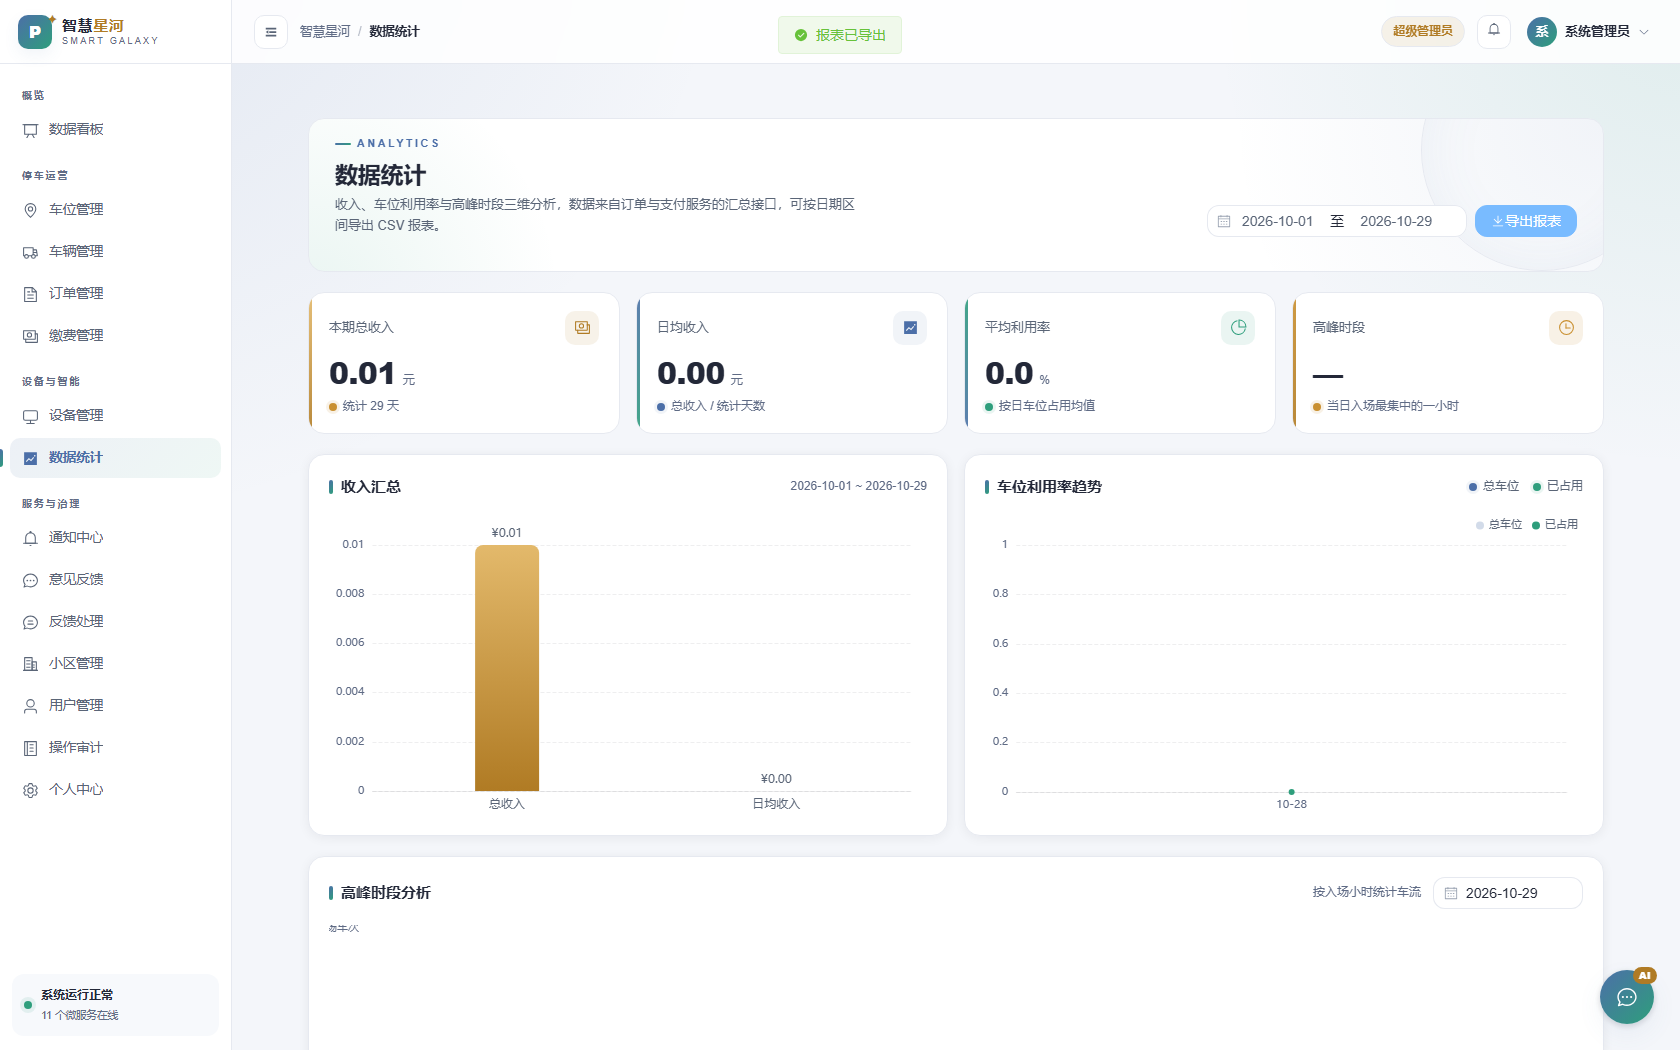 P
智慧星河
SMART GALAXY
智慧星河 / 数据统计
报表已导出
超级管理员
系 系统管理员
概览
数据看板
停车运营
车位管理
车辆管理
订单管理
缴费管理
设备与智能
设备管理
数据统计
服务与治理
通知中心
意见反馈
反馈处理
小区管理
用户管理
操作审计
个人中心
系统运行正常
11 个微服务在线
ANALYTICS
数据统计
收入、车位利用率与高峰时段三维分析，数据来自订单与支付服务的汇总接口，可按日期区
间导出 CSV 报表。
2026-10-01 至 2026-10-29
导出报表
本期总收入
0.01 元
统计 29 天
日均收入
0.00 元
总收入 / 统计天数
平均利用率
0.0 %
按日车位占用均值
高峰时段
—
当日入场最集中的一小时
收入汇总
2026-10-01 ~ 2026-10-29
¥0.01
0.01
0.008
0.006
0.004
0.002
0
¥0.00
总收入
日均收入
车位利用率趋势
总车位 已占用
总车位 已占用
1
0.8
0.6
0.4
0.2
0
10-28
高峰时段分析
按入场小时统计车流
2026-10-29
AI